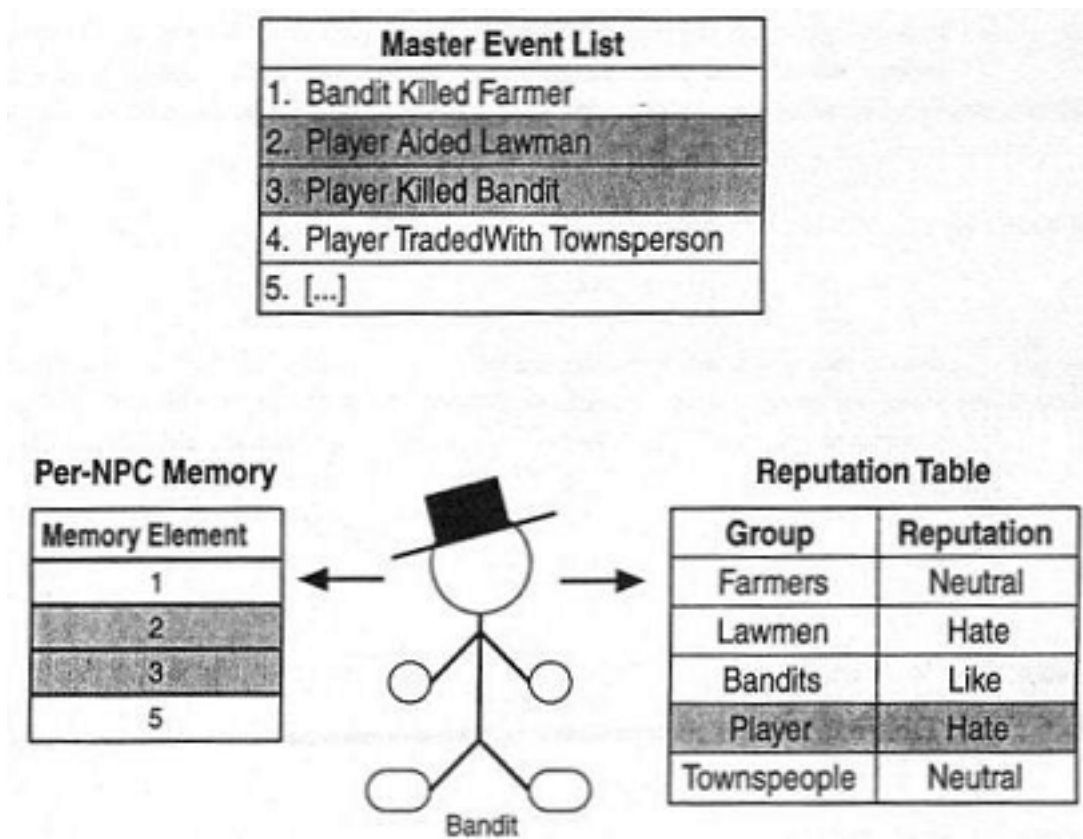 Master Event List
1. Bandit Killed Farmer
2. Player Aided Lawman
3. Player Killed Bandit
4. Player TradedWith Townsperson
5. [...]
Per-NPC Memory
Memory Element
1
2
3
5
Reputation Table
Group Reputation
Farmers Neutral
Lawmen Hate
Bandits Like
Player Hate
Townspeople Neutral
Bandit